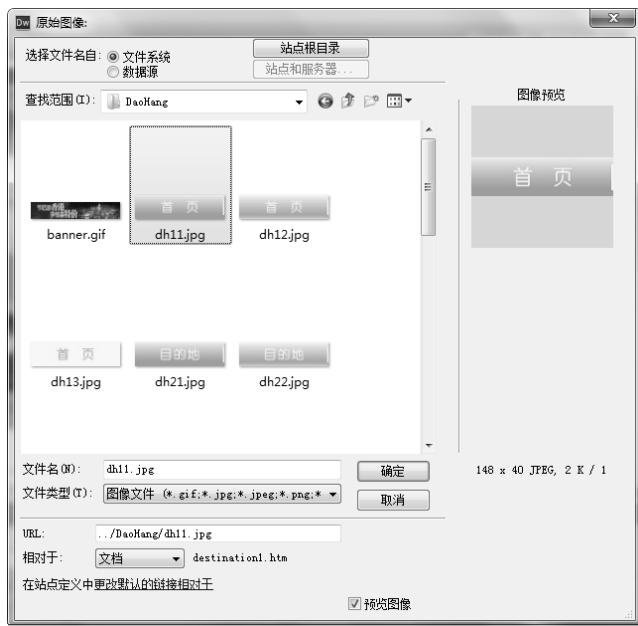 Dw 原始图像:
选择文件名自: 文件系统 站点根目录
数据源 站点和服务器...
查找范围(I): DaoHang
图像预览
首 页
首 页 首 页
banner.gif dh11.jpg dh12.jpg
首 页 目的地 目的地
dh13.jpg dh21.jpg dh22.jpg
文件名(N): dh11.jpg 确定
148 x 40 JPEG, 2 K / 1
文件类型(T): 图像文件 (*.gif;*.jpg;*.jpeg;*.png;* 取消
URL: ../DaoHang/dh11.jpg
相对于: 文档 destination1.htm
在站点定义中更改默认的链接相对于
预览图像